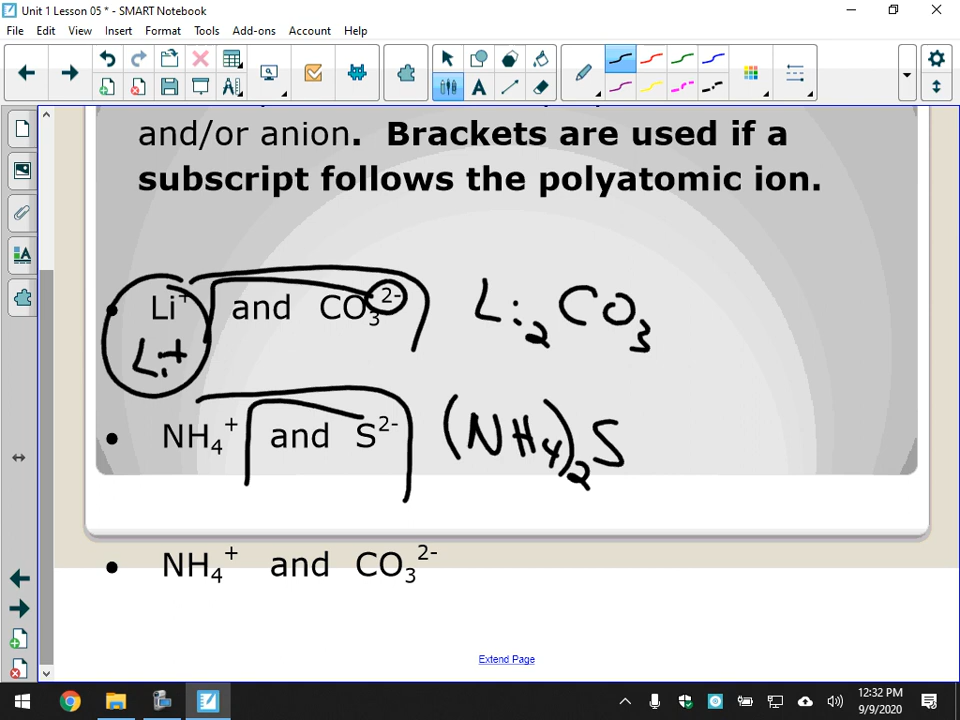 Unit 1 Lesson 05 * - SMART Notebook
File Edit View Insert Format Tools Add-ons Account Help
and/or anion. Brackets are used if a
subscript follows the polyatomic ion.
• Li⁺ and CO₃²⁻ Li₂CO₃
Li+
• NH₄⁺ and S²⁻ (NH₄)₂S
• NH₄⁺ and CO₃²⁻
Extend Page
12:32 PM
9/9/2020